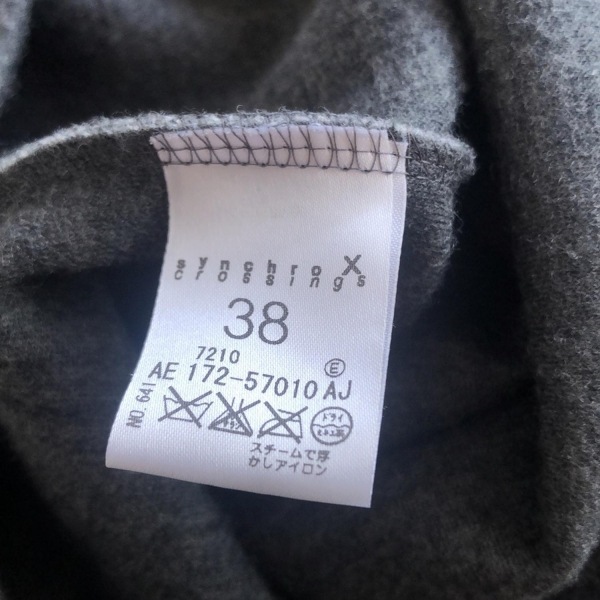 synchro X
crossings
38
7210
Ⓔ
AE 172-57010 AJ
NO.641
ドライ
スチームで浮
かしアイロン